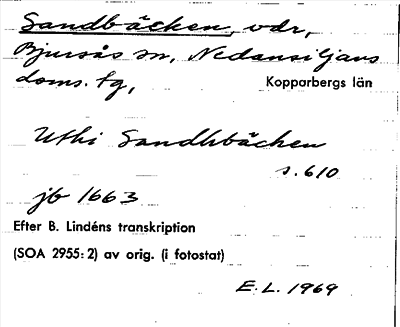 Sandbäcken, vdr,
Bjursås sn, Nedansiljans
doms. tg,
Kopparbergs län
Uthi Sandhbächen
s. 610
jb 1663
Efter B. Lindéns transkription
(SOA 2955: 2) av orig. (i fotostat)
E. L. 1969